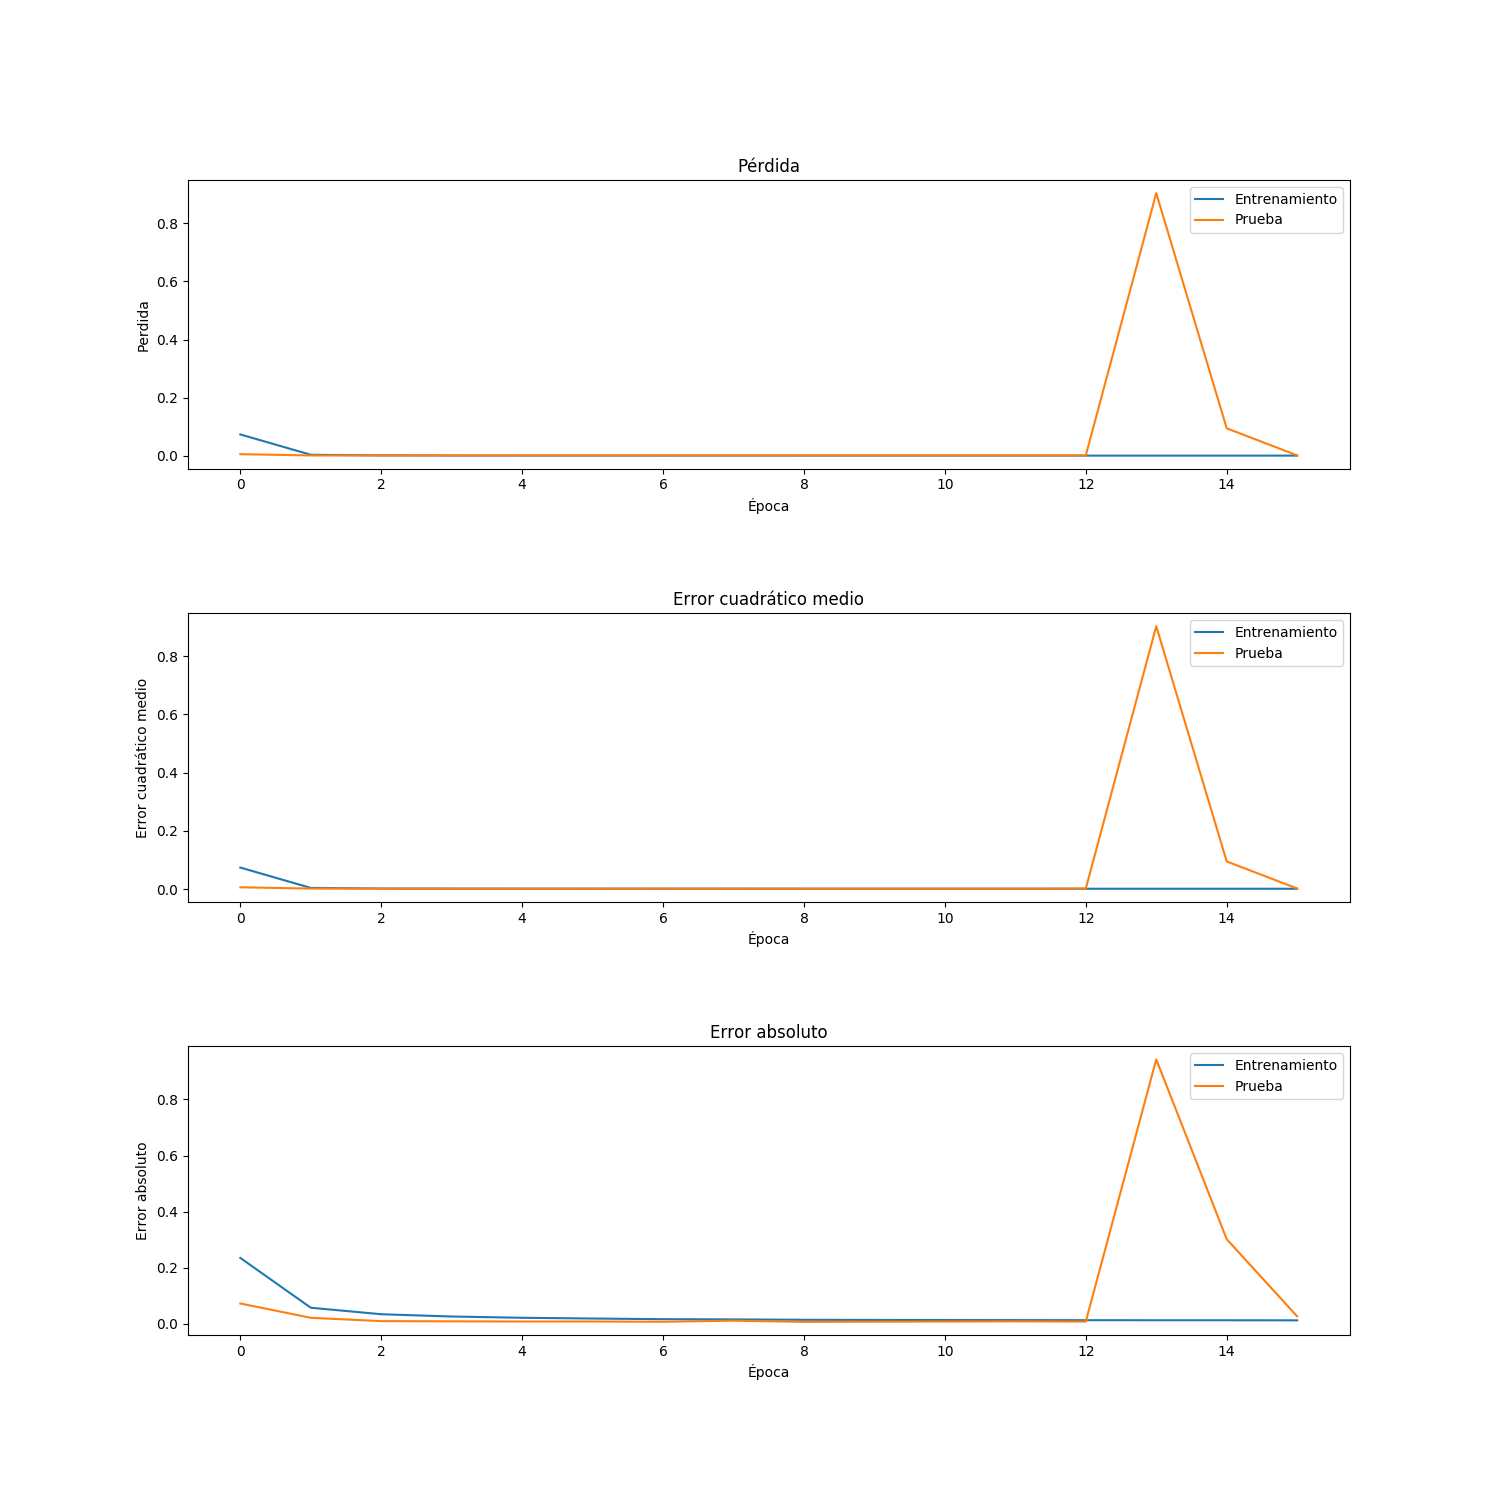 Pérdida
Perdida
0.8
0.6
0.4
0.2
0.0
Entrenamiento
Prueba
0 2 4 6 8 10 12 14
Época
Error cuadrático medio
Error cuadrático medio
0.8
0.6
0.4
0.2
0.0
Entrenamiento
Prueba
0 2 4 6 8 10 12 14
Época
Error absoluto
Error absoluto
0.8
0.6
0.4
0.2
0.0
Entrenamiento
Prueba
0 2 4 6 8 10 12 14
Época